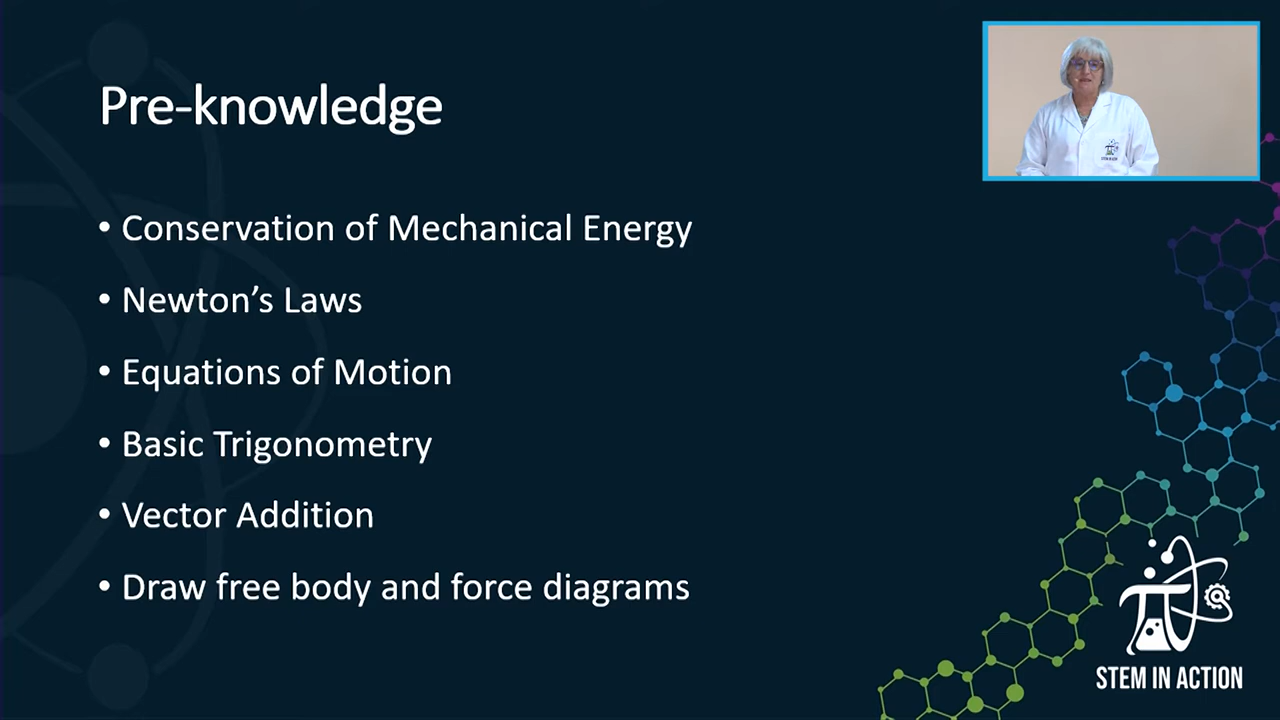 Pre-knowledge
• Conservation of Mechanical Energy
• Newton’s Laws
• Equations of Motion
• Basic Trigonometry
• Vector Addition
• Draw free body and force diagrams
STEM IN ACTION